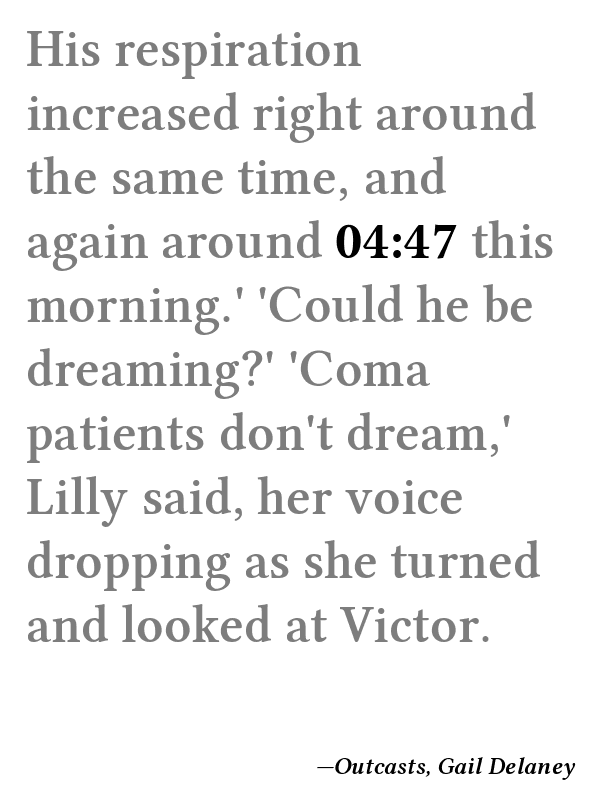 His respiration
increased right around
the same time, and
again around 04:47 this
morning.' 'Could he be
dreaming?' 'Coma
patients don't dream,'
Lilly said, her voice
dropping as she turned
and looked at Victor.
—Outcasts, Gail Delaney